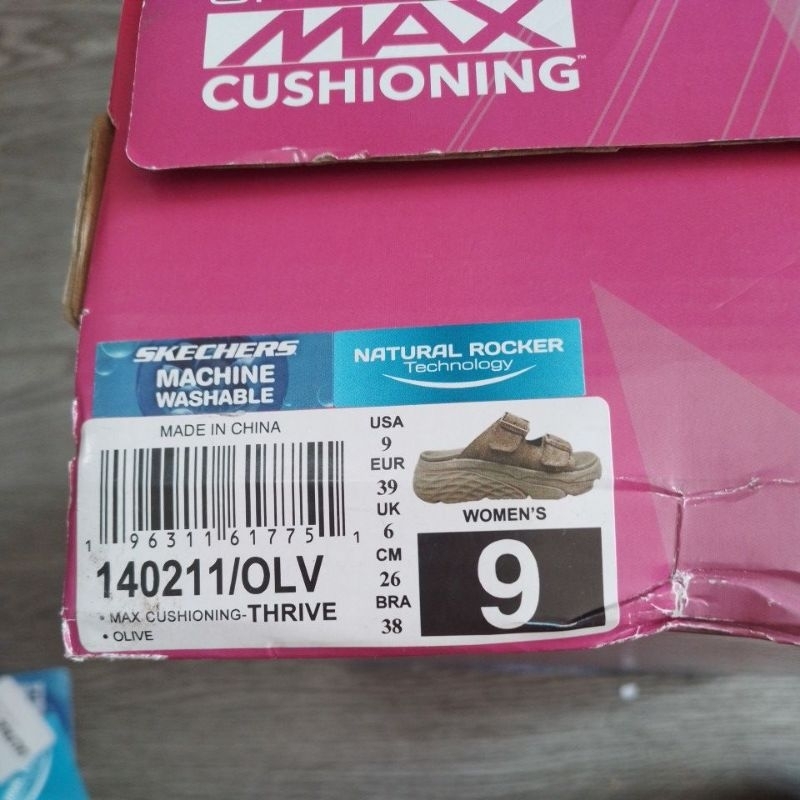 MAX
CUSHIONING™
SKECHERS
MACHINE
WASHABLE
NATURAL ROCKER
Technology
MADE IN CHINA
1 96311 61775 1
140211/OLV
• MAX CUSHIONING-THRIVE
• OLIVE
USA
9
EUR
39
UK
6
CM
26
BRA
38
WOMEN'S
9